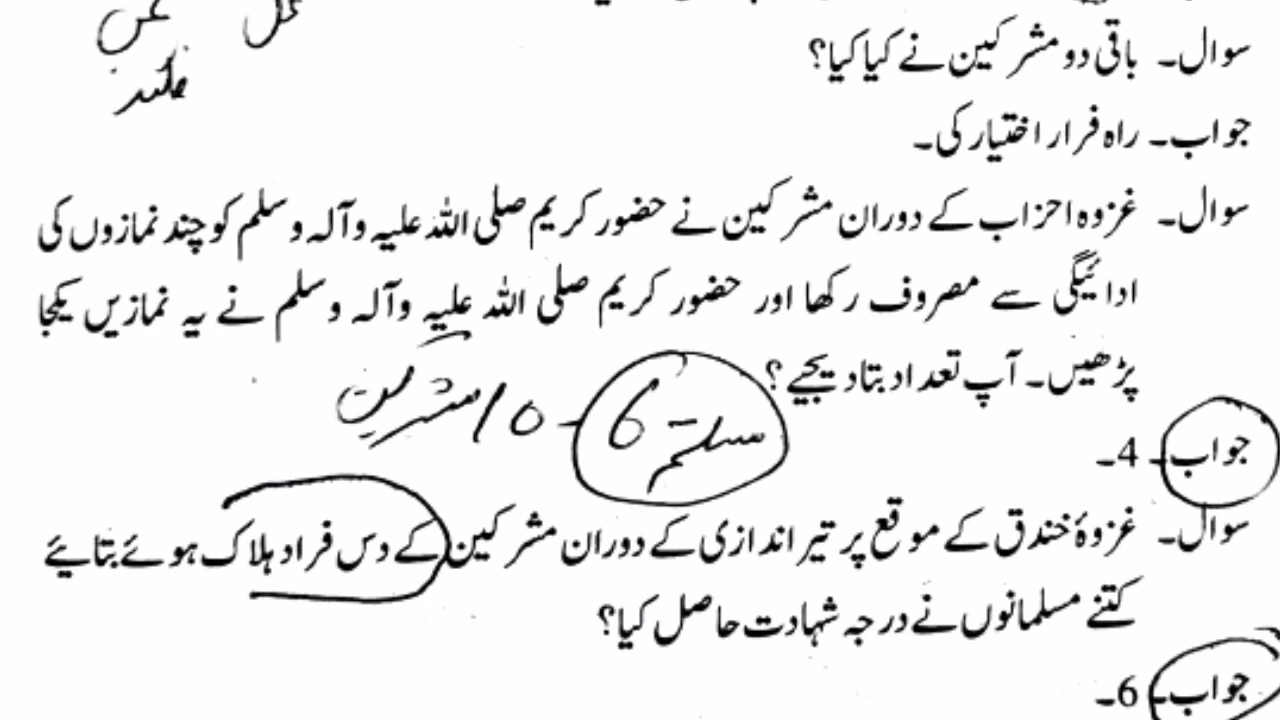 سوال۔ باقی دو مشرکین نے کیا کیا؟
جواب۔ راہ فرار اختیار کی۔
سوال۔ غزوہ احزاب کے دوران مشرکین نے حضور کریم صلی اللہ علیہ وآلہ وسلم کو چند نمازوں کی
ادائیگی سے مصروف رکھا اور حضور کریم صلی اللہ علیہ وآلہ وسلم نے یہ نمازیں یکجا
پڑھیں۔ آپ تعداد بتا دیجیے؟
6 - 10 مشرکین
جواب۔ 4۔
سوال۔ غزوۂ خندق کے موقع پر تیر اندازی کے دوران مشرکین کے دس افراد ہلاک ہوئے بتائیے
کتنے مسلمانوں نے درجہ شہادت حاصل کیا؟
جواب۔ 6۔